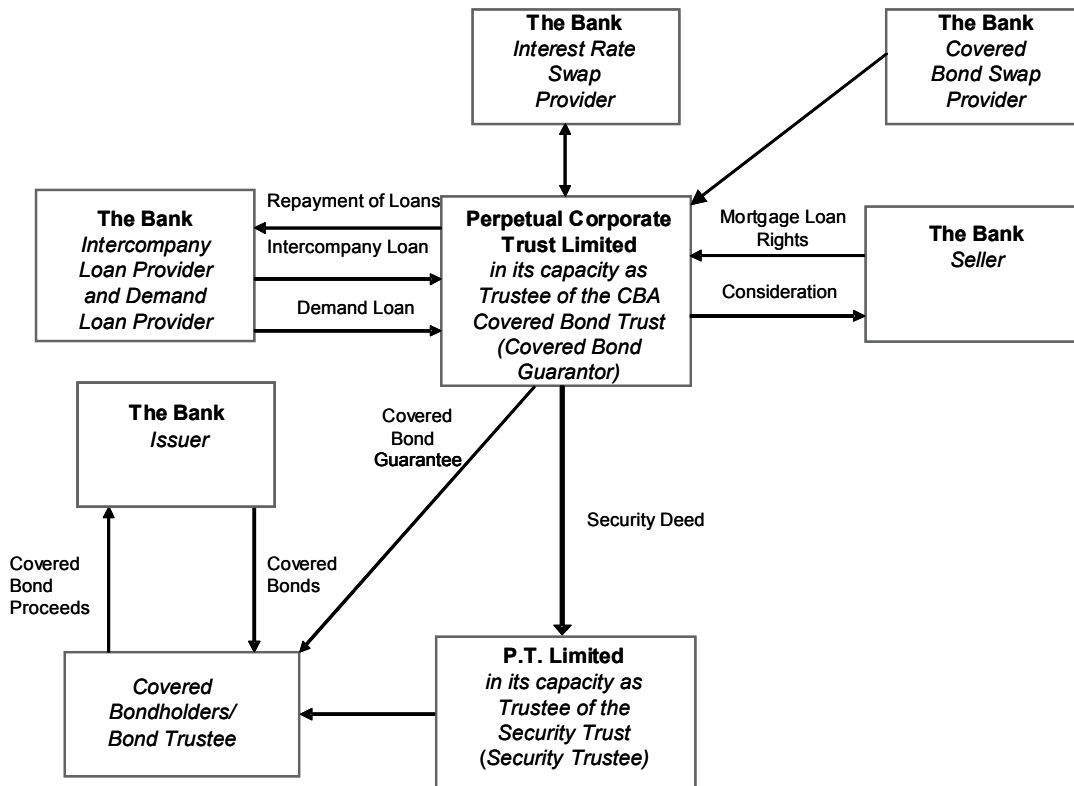 The Bank
Interest Rate
Swap
Provider
The Bank
Covered
Bond Swap
Provider
The Bank
Intercompany
Loan Provider
and Demand
Loan Provider
Repayment of Loans
Intercompany Loan
Demand Loan
Perpetual Corporate
Trust Limited
in its capacity as
Trustee of the CBA
Covered Bond Trust
(Covered Bond
Guarantor)
Mortgage Loan
Rights
Consideration
The Bank
Seller
The Bank
Issuer
Covered
Bond
Guarantee
Security Deed
Covered
Bond
Proceeds
Covered
Bonds
Covered
Bondholders/
Bond Trustee
P.T. Limited
in its capacity as
Trustee of the
Security Trust
(Security Trustee)